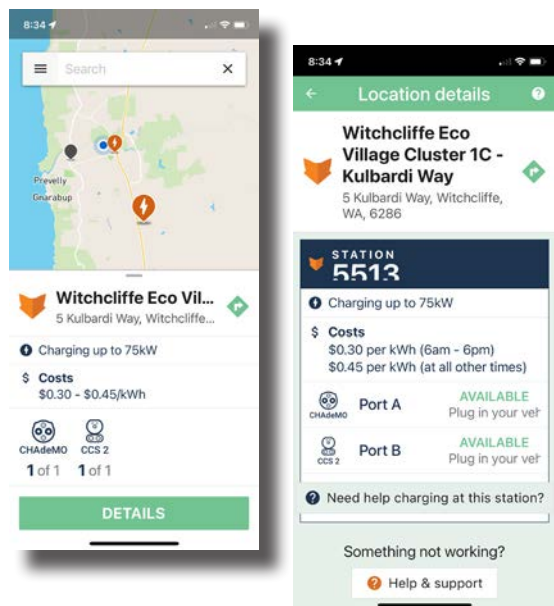 8:34
Search
Prevelly
Gnarabup
Witchcliffe Eco Vil...
5 Kulbardi Way, Witchcliffe...
Charging up to 75kW
$ Costs
$0.30 - $0.45/kWh
CHAdeMO CCS 2
1 of 1 1 of 1
DETAILS
8:34
Location details
Witchcliffe Eco
Village Cluster 1C -
Kulbardi Way
5 Kulbardi Way, Witchcliffe,
WA, 6286
STATION
5513
Charging up to 75kW
$ Costs
$0.30 per kWh (6am - 6pm)
$0.45 per kWh (at all other times)
CHAdeMO Port A AVAILABLE
Plug in your veh
CCS 2 Port B AVAILABLE
Plug in your veh
Need help charging at this station?
Something not working?
Help & support